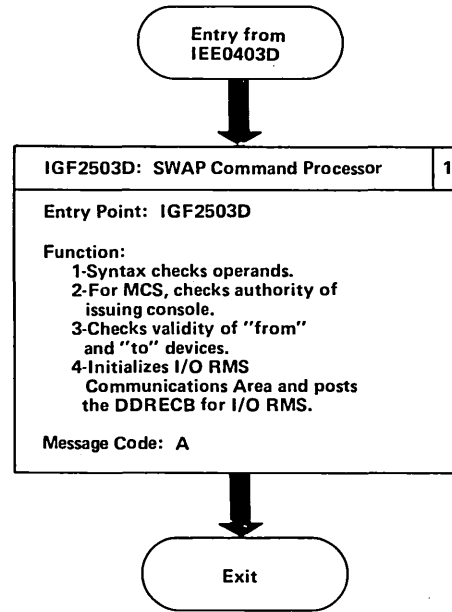 Entry from
IEE0403D
IGF2503D: SWAP Command Processor 1
Entry Point: IGF2503D
Function:
1-Syntax checks operands.
2-For MCS, checks authority of
issuing console.
3-Checks validity of "from"
and "to" devices.
4-Initializes I/O RMS
Communications Area and posts
the DDRECB for I/O RMS.
Message Code: A
Exit